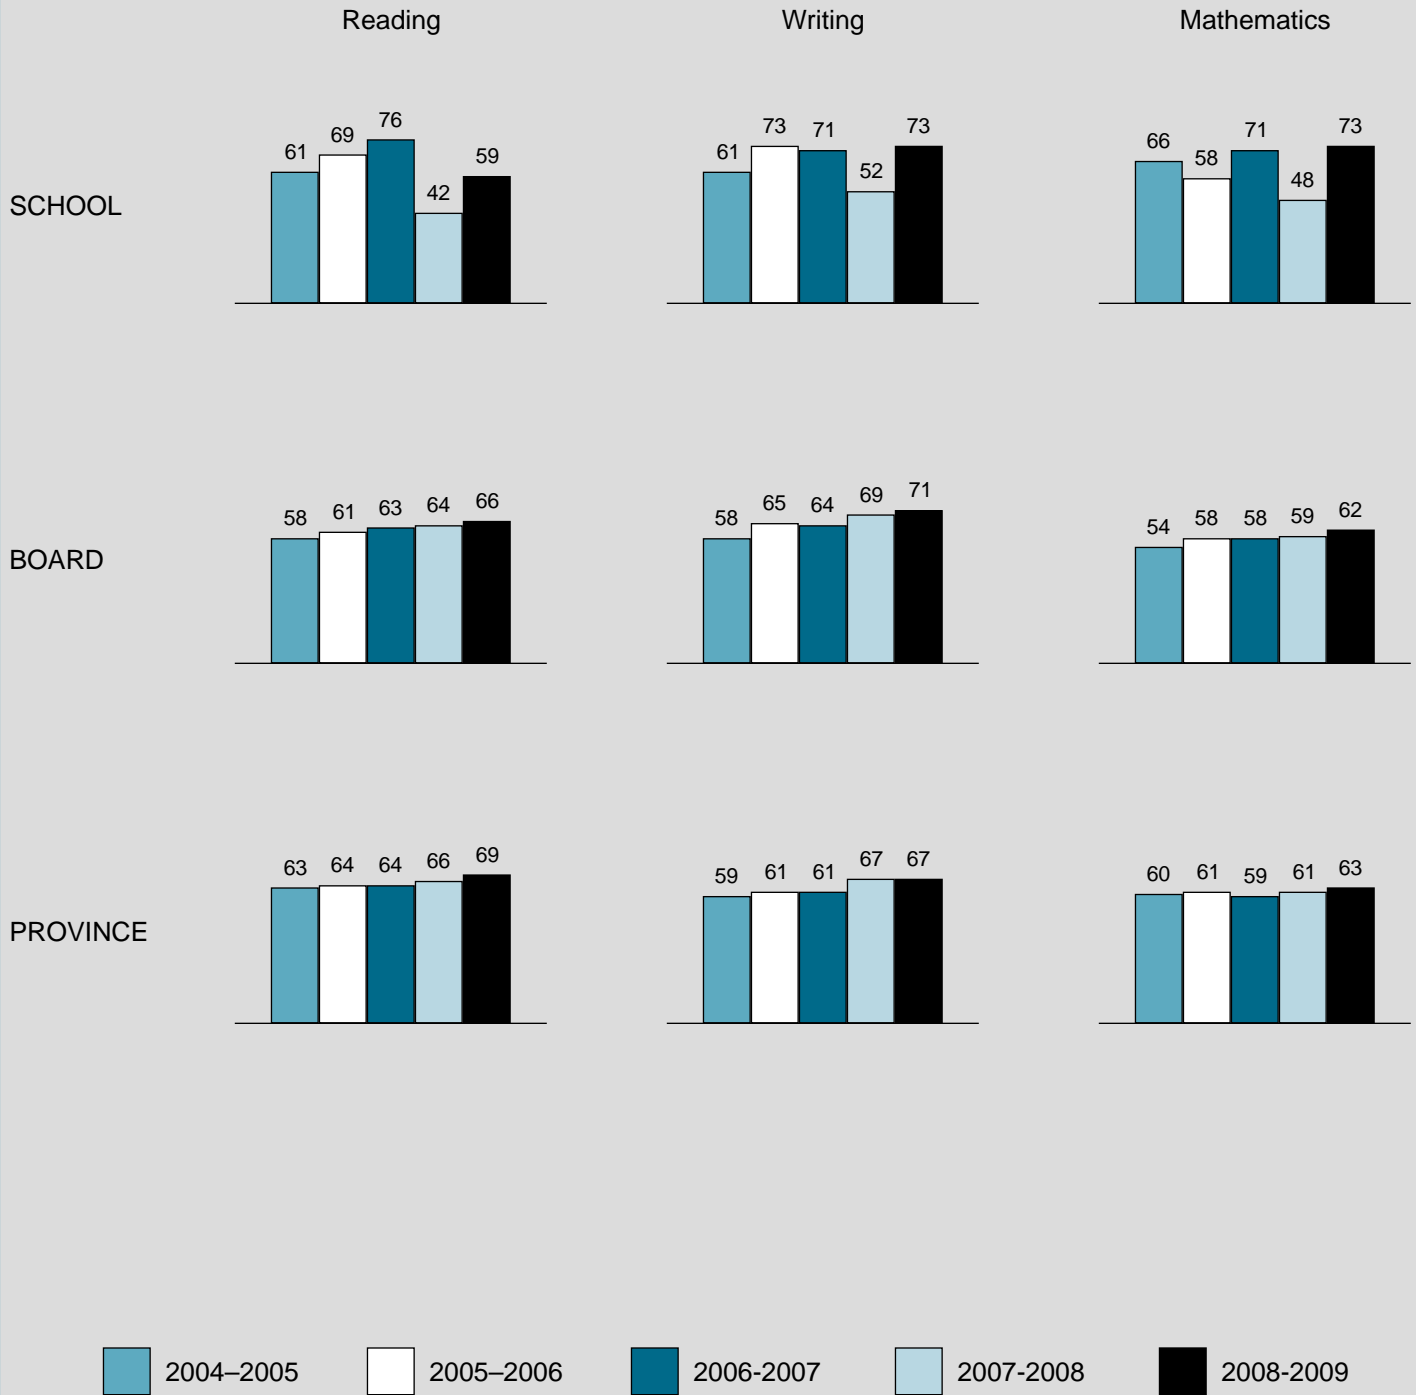 Reading Writing Mathematics
SCHOOL
61 69 76 42 59
61 73 71 52 73
66 58 71 48 73
BOARD
58 61 63 64 66
58 65 64 69 71
54 58 58 59 62
PROVINCE
63 64 64 66 69
59 61 61 67 67
60 61 59 61 63
2004–2005 2005–2006 2006-2007 2007-2008 2008-2009